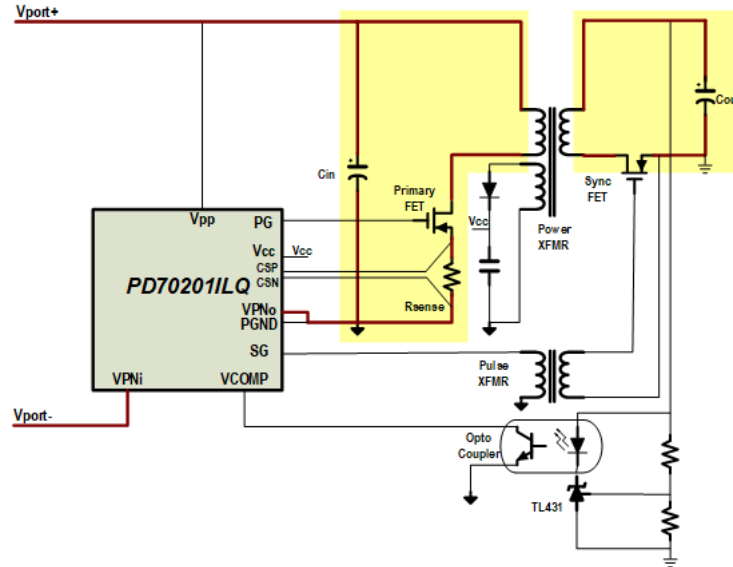 Vport+
Cout
Cin
Primary
FET
Sync
FET
Vpp
PG
Vcc
Vcc
Vcc
Power
XFMR
CSP
CSN
PD70201ILQ
Rsense
VPNo
PGND
SG
Pulse
XFMR
VPNi
VCOMP
Vport-
Opto
Coupler
TL431